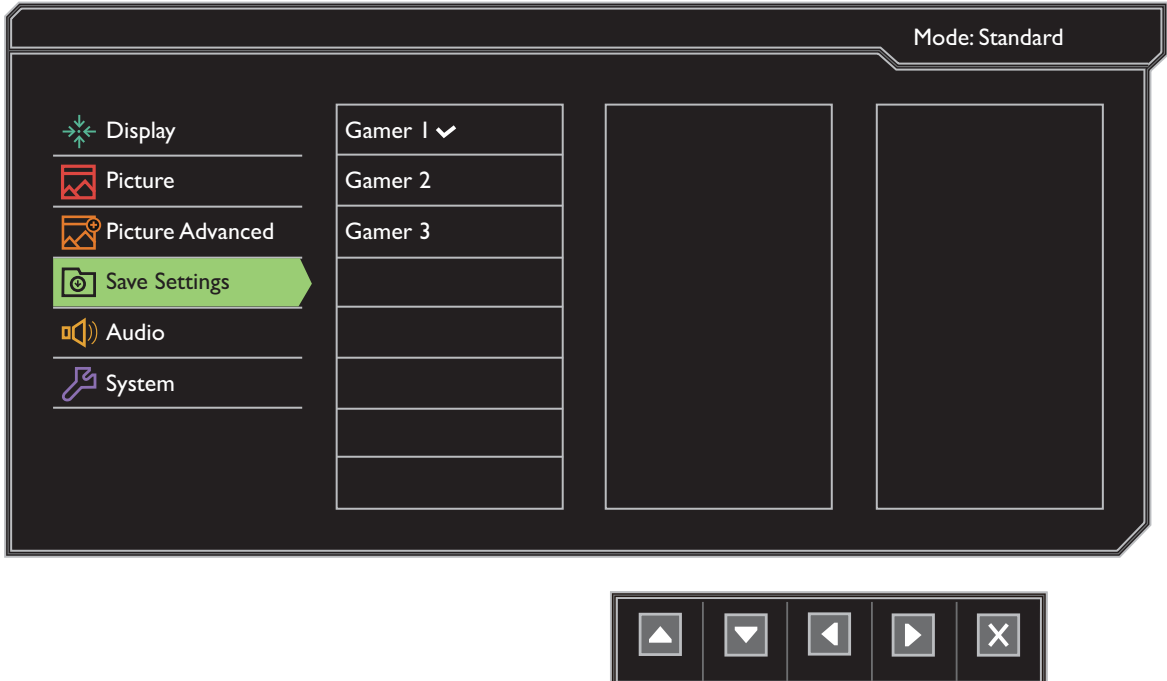 Mode: Standard
Display
Picture
Picture Advanced
Save Settings
Audio
System
Gamer 1
Gamer 2
Gamer 3